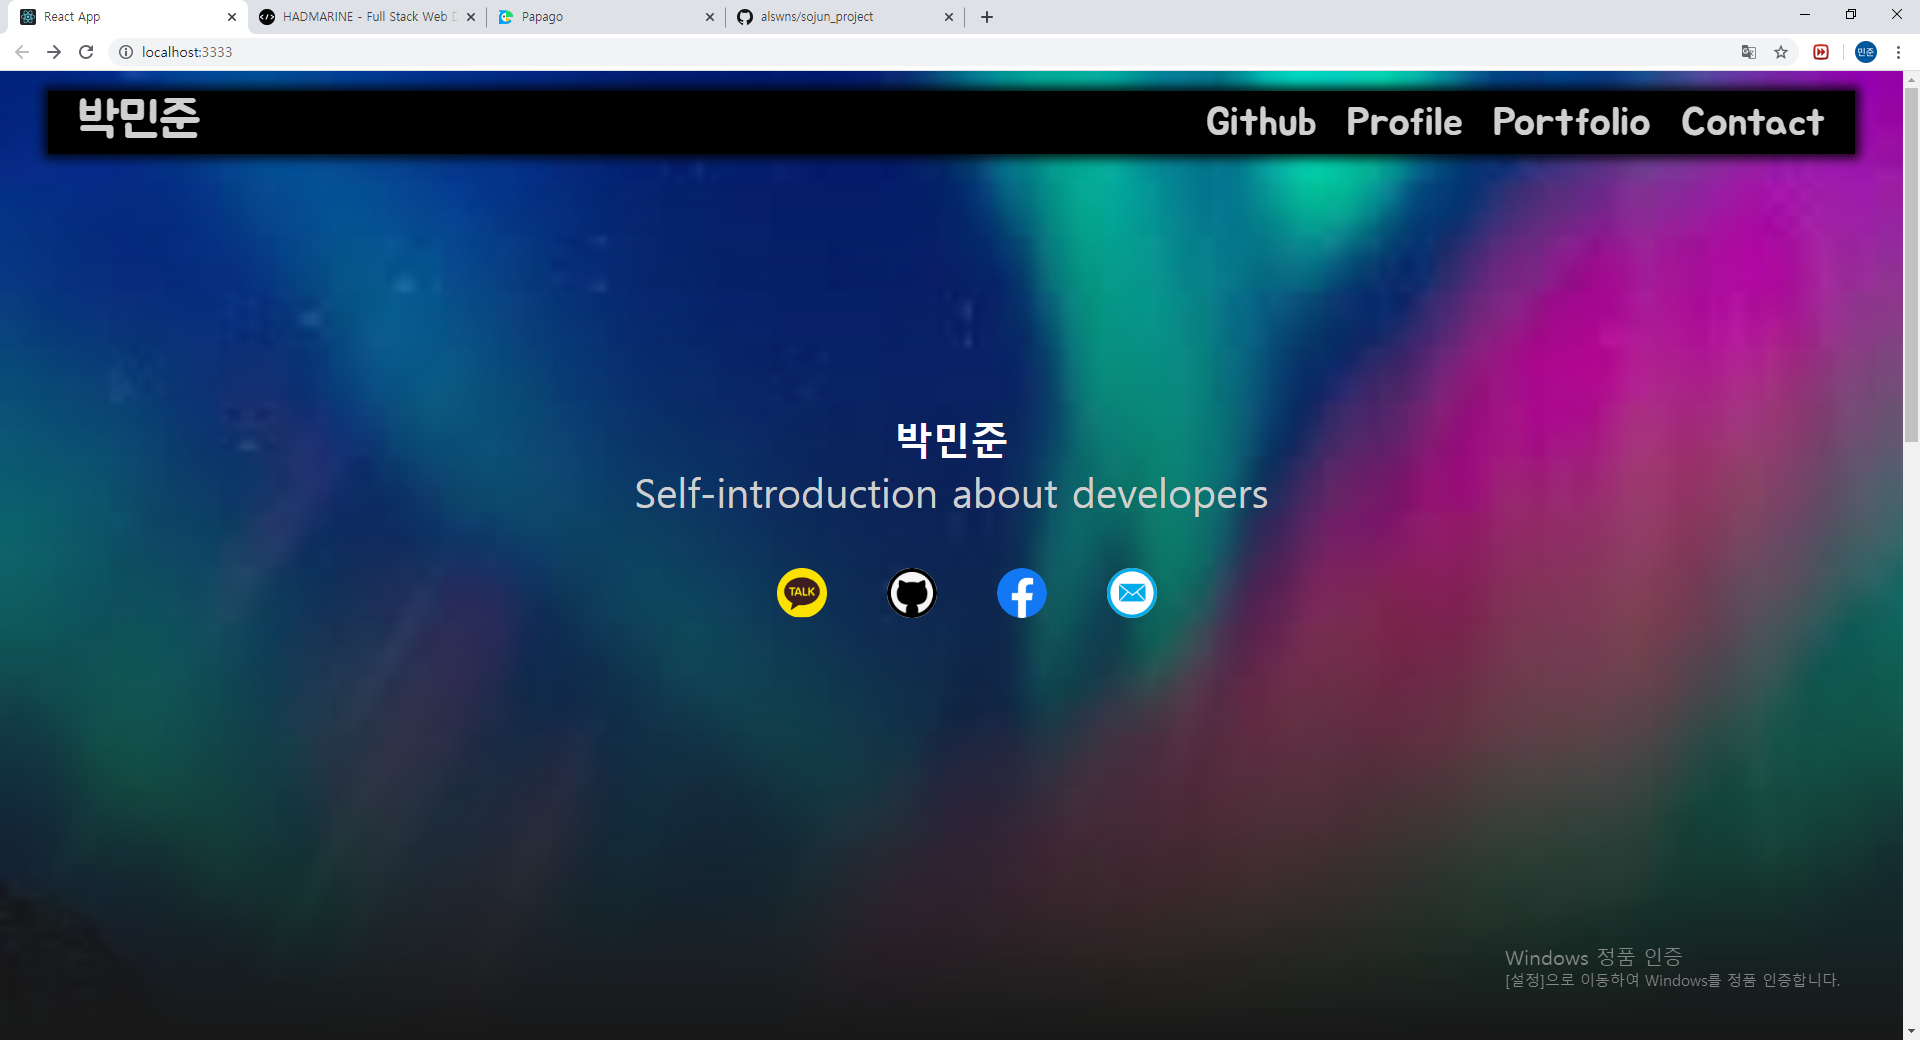 React App
HADMARINE - Full Stack Web D
Papago
alswns/sojun_project
localhost:3333
민준
박민준
Github Profile Portfolio Contact
박민준
Self-introduction about developers
TALK
Windows 정품 인증
[설정]으로 이동하여 Windows를 정품 인증합니다.